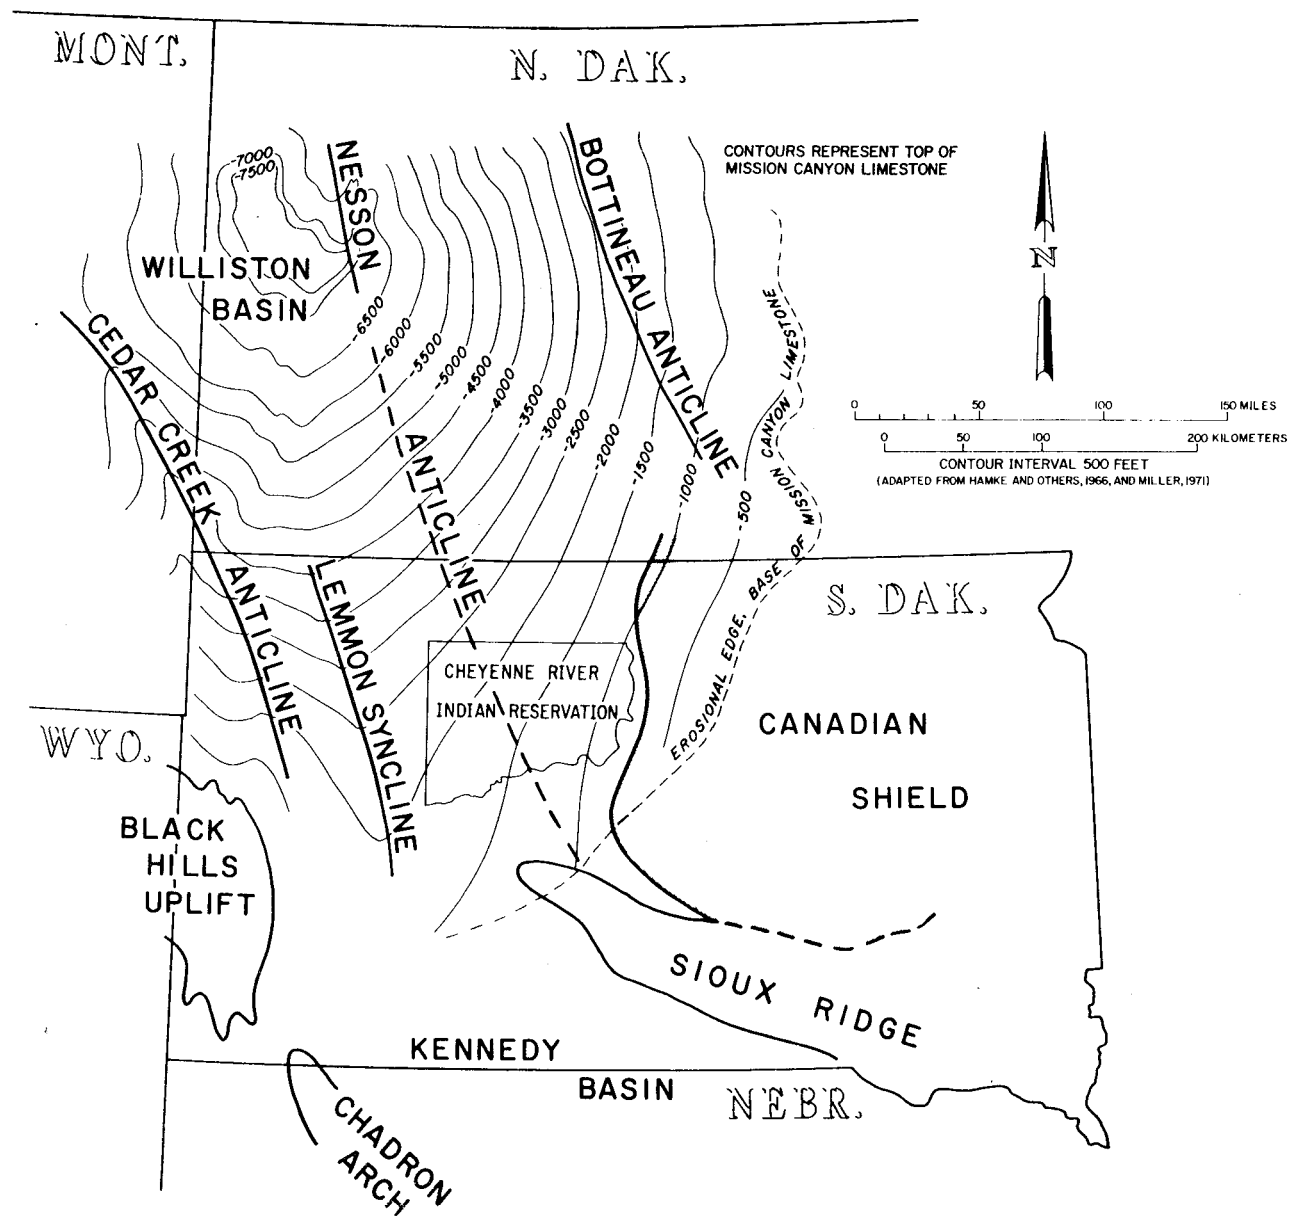 MONT.
N. DAK.
CONTOURS REPRESENT TOP OF
MISSION CANYON LIMESTONE
-7000
-7500
NESSON
BOTTINEAU ANTICLINE
N
WILLISTON
BASIN
CEDAR CREEK
ANTICLINE
-6500
-6000
-5500
-5000
-4500
-4000
-3500
-3000
-2500
-2000
-1500
-1000
-500
ANTICLINE
EROSIONAL EDGE, BASE OF MISSION CANYON LIMESTONE
0 50 100 150 MILES
0 50 100 200 KILOMETERS
CONTOUR INTERVAL 500 FEET
(ADAPTED FROM HAMKE AND OTHERS, 1966, AND MILLER, 1971)
LEMMON SYNCLINE
S. DAK.
CHEYENNE RIVER
INDIAN RESERVATION
WYO.
CANADIAN
SHIELD
BLACK
HILLS
UPLIFT
SIOUX RIDGE
KENNEDY
BASIN
NEBR.
CHADRON
ARCH